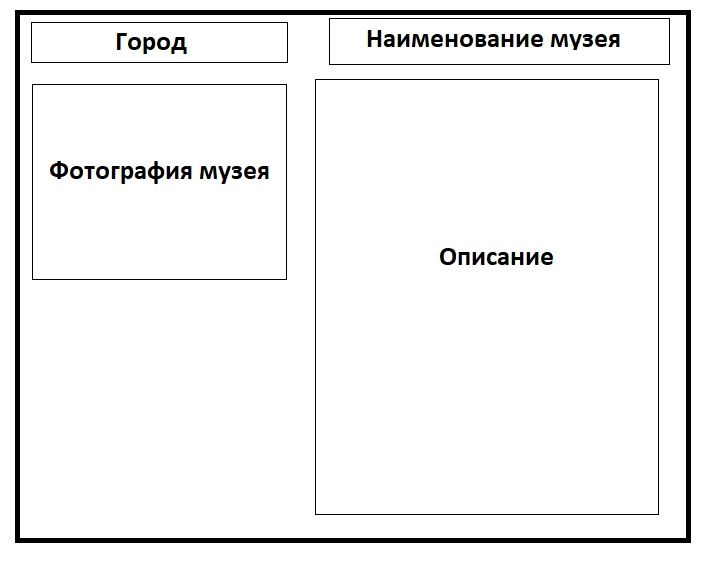 Город
Наименование музея
Фотография музея
Описание